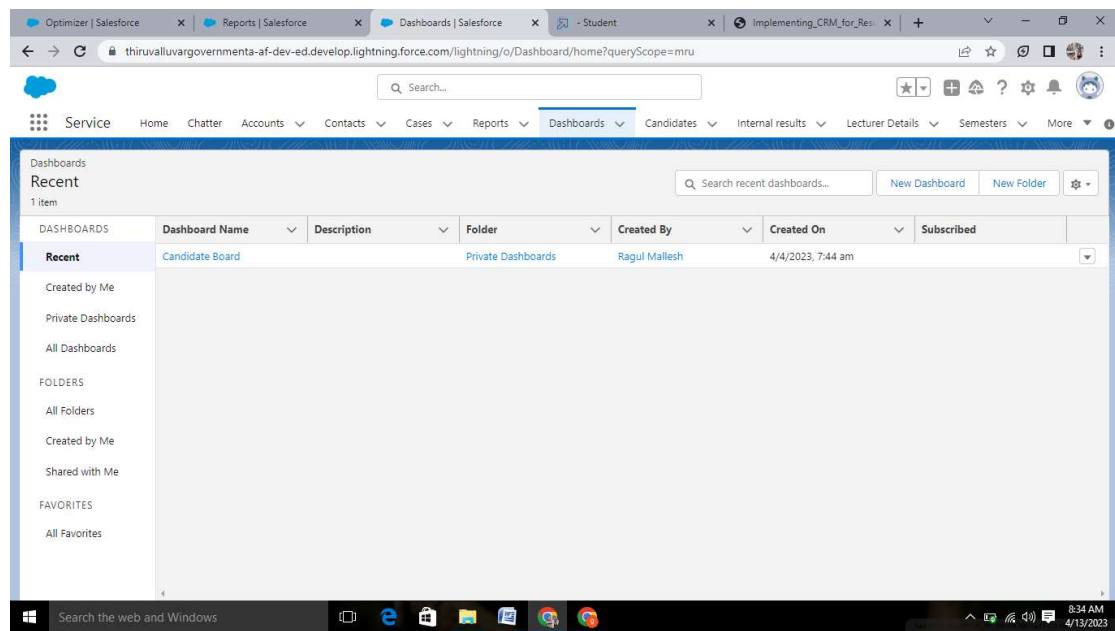 Optimizer | Salesforce
Reports | Salesforce
Dashboards | Salesforce
- Student
Implementing_CRM_for_Resu
thiruvalluvargovernmenta-af-dev-ed.develop.lightning.force.com/lightning/o/Dashboard/home?queryScope=mru
Search...
Service Home Chatter Accounts Contacts Cases Reports Dashboards Candidates Internal results Lecturer Details Semesters More
Dashboards
Recent
1 item
Search recent dashboards...
New Dashboard
New Folder
DASHBOARDS
Recent
Created by Me
Private Dashboards
All Dashboards
FOLDERS
All Folders
Created by Me
Shared with Me
FAVORITES
All Favorites
Dashboard Name Description Folder Created By Created On Subscribed
Candidate Board Private Dashboards Ragul Mallesh 4/4/2023, 7:44 am
Search the web and Windows
8:34 AM
4/13/2023